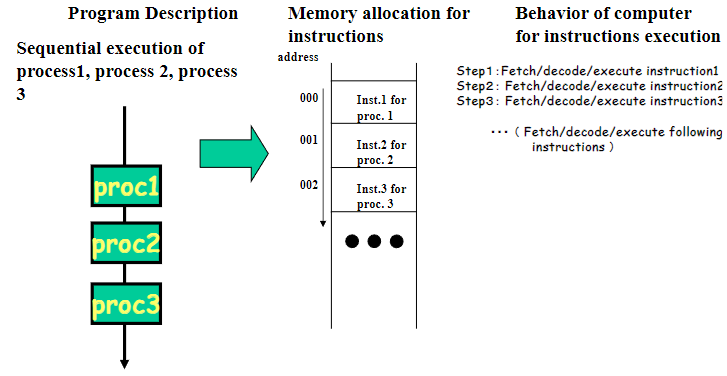 Program Description
Sequential execution of
process1, process 2, process
3
proc1
proc2
proc3
Memory allocation for
instructions
address
000
Inst.1 for
proc. 1
001
Inst.2 for
proc. 2
002
Inst.3 for
proc. 3
Behavior of computer
for instructions execution
Step1:Fetch/decode/execute instruction1
Step2: Fetch/decode/execute instruction2
Step3: Fetch/decode/execute instruction3
... ( Fetch/decode/execute following
instructions )